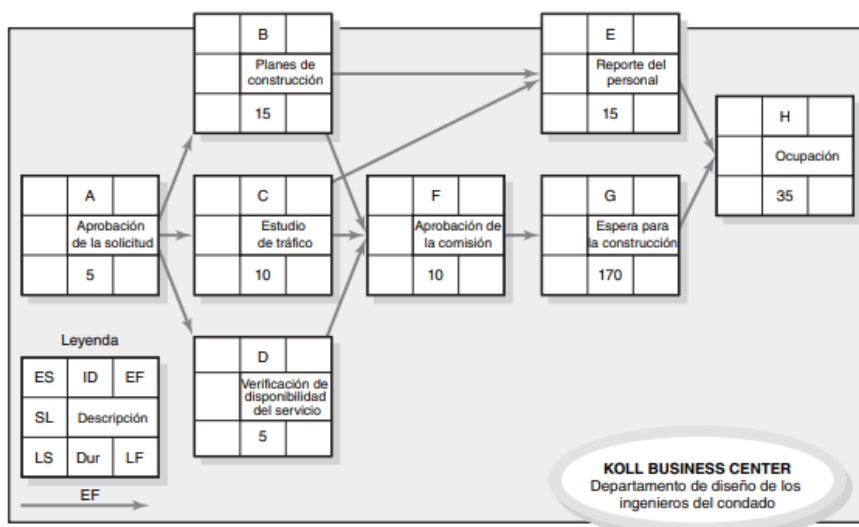 B
Planes de
construcción
15
E
Reporte del
personal
15
H
Ocupación
35
A
Aprobación
de la solicitud
5
C
Estudio
de tráfico
10
F
Aprobación de
la comisión
10
G
Espera para
la construcción
170
D
Verificación de
disponibilidad
del servicio
5
Leyenda
ES ID EF
SL Descripción
LS Dur LF
EF
KOLL BUSINESS CENTER
Departamento de diseño de los
ingenieros del condado